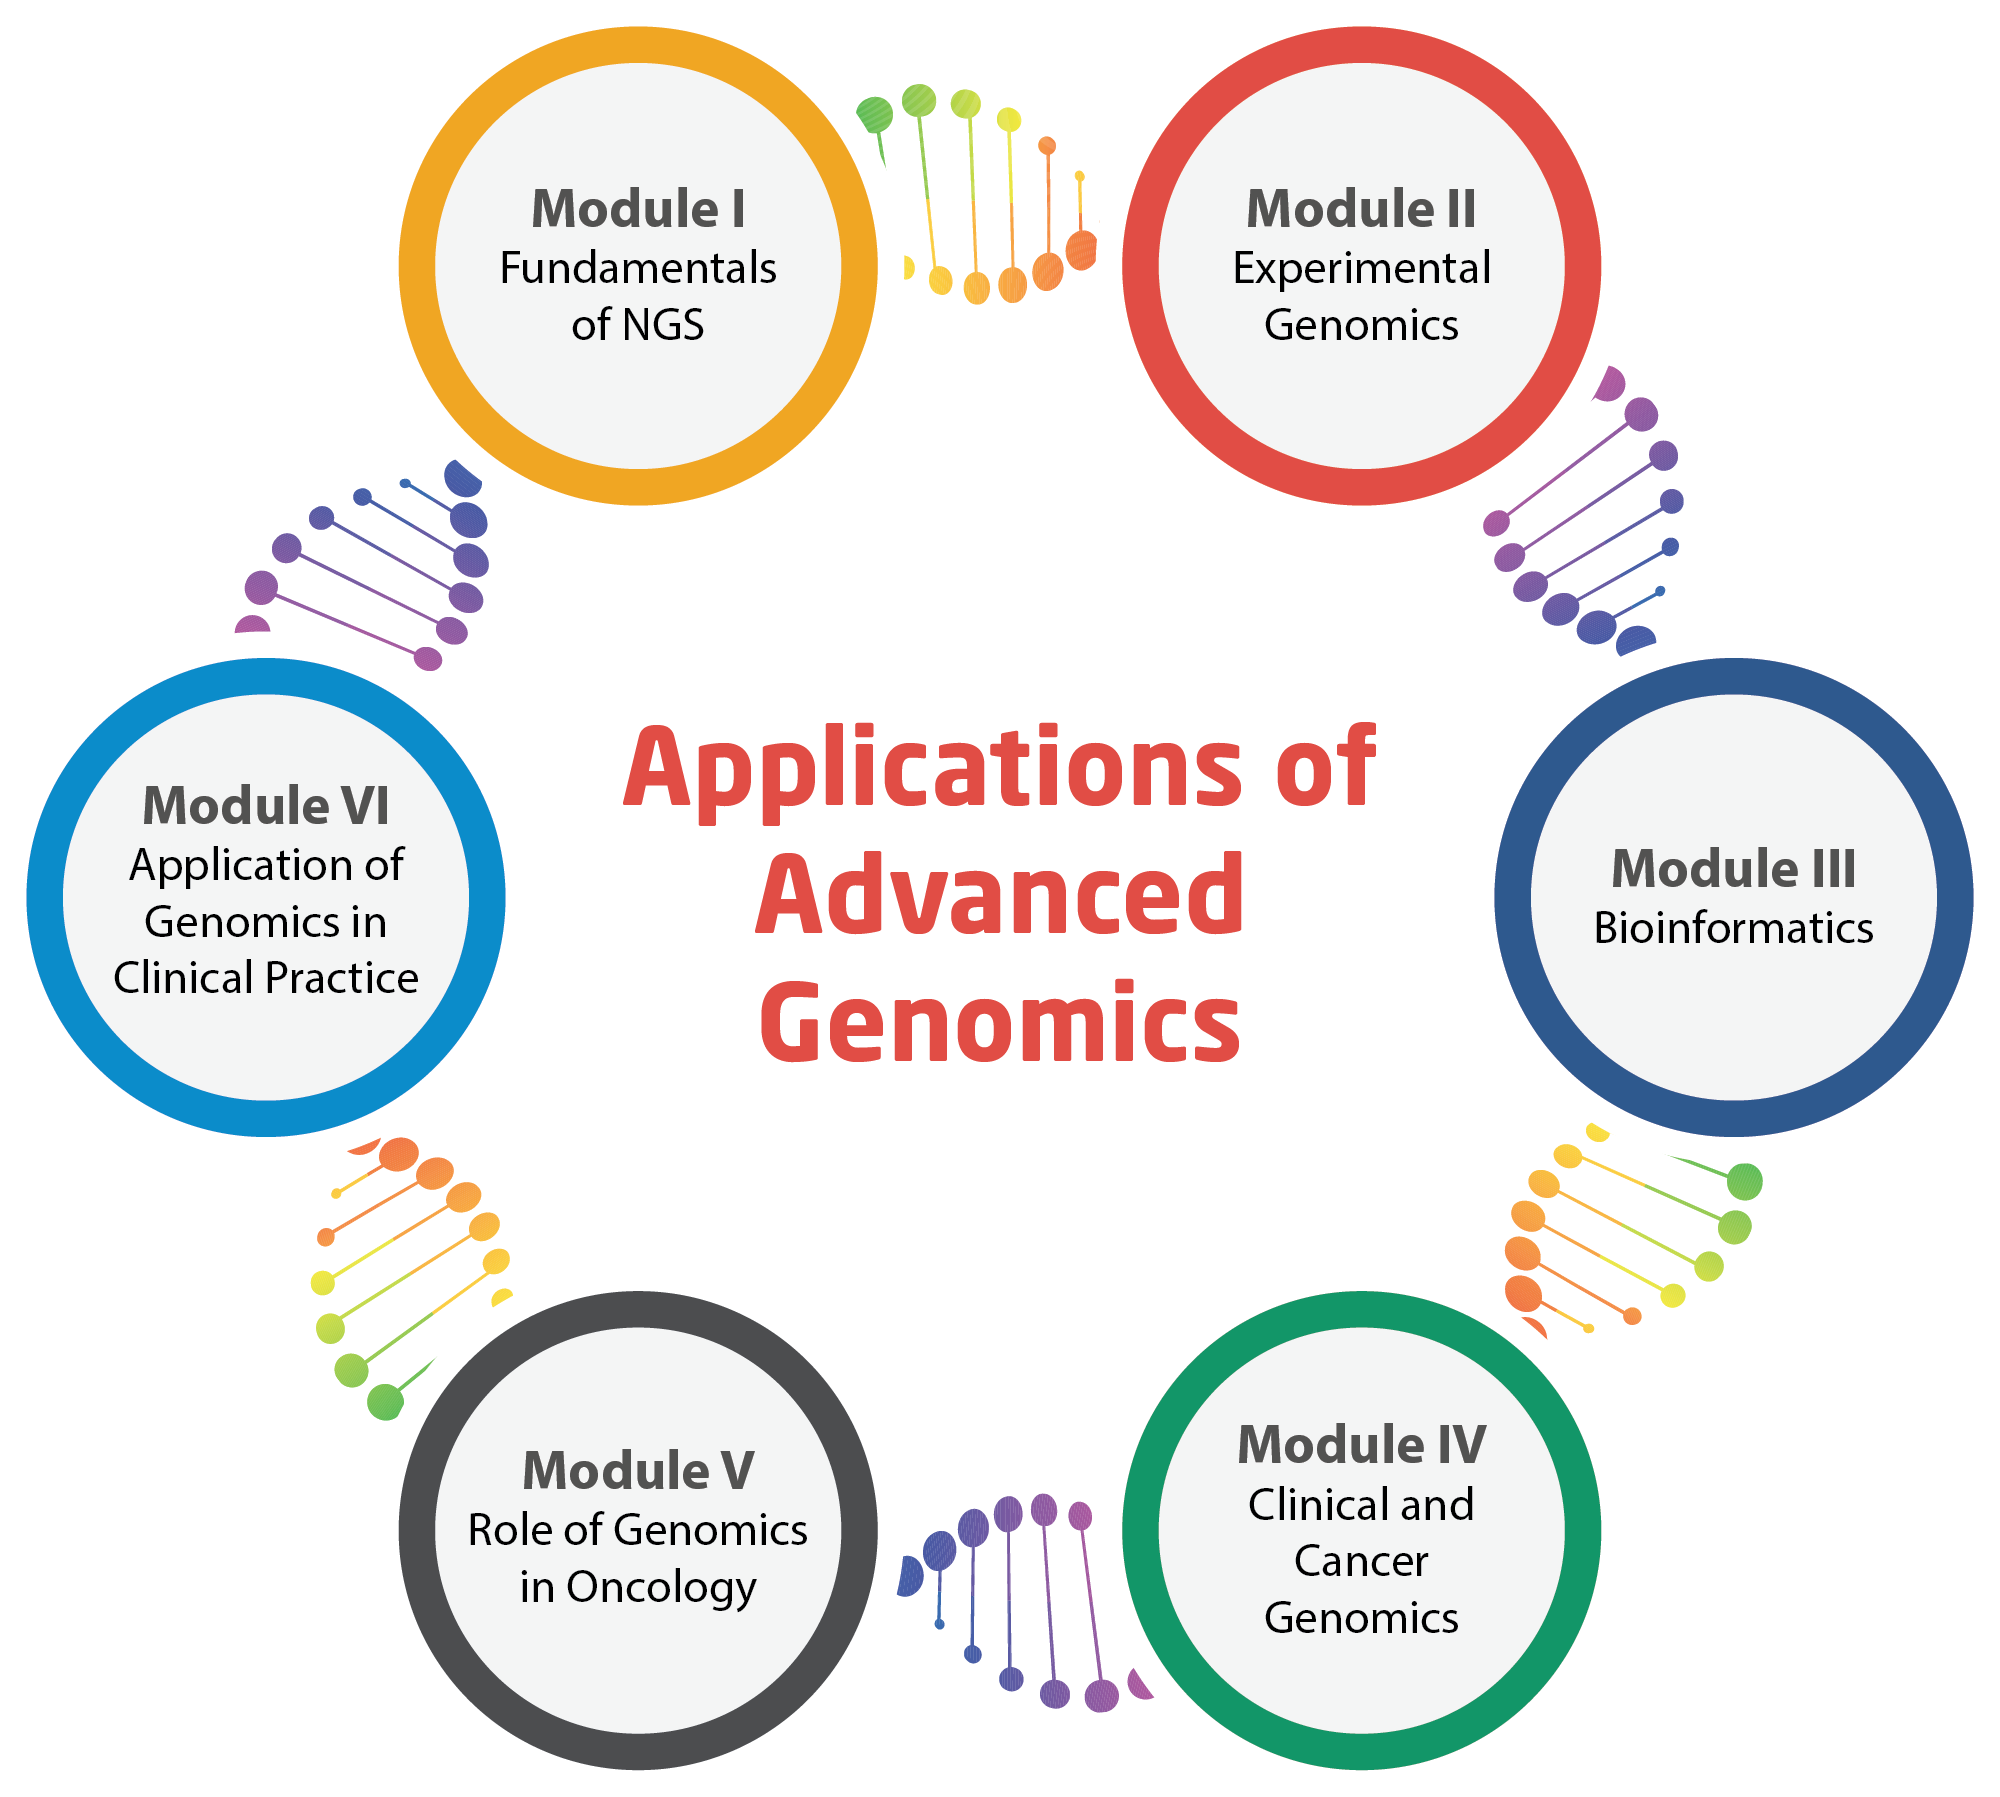 Module I
Fundamentals
of NGS
Module II
Experimental
Genomics
Module III
Bioinformatics
Module IV
Clinical and
Cancer
Genomics
Module V
Role of Genomics
in Oncology
Module VI
Application of
Genomics in
Clinical Practice
Applications of
Advanced
Genomics